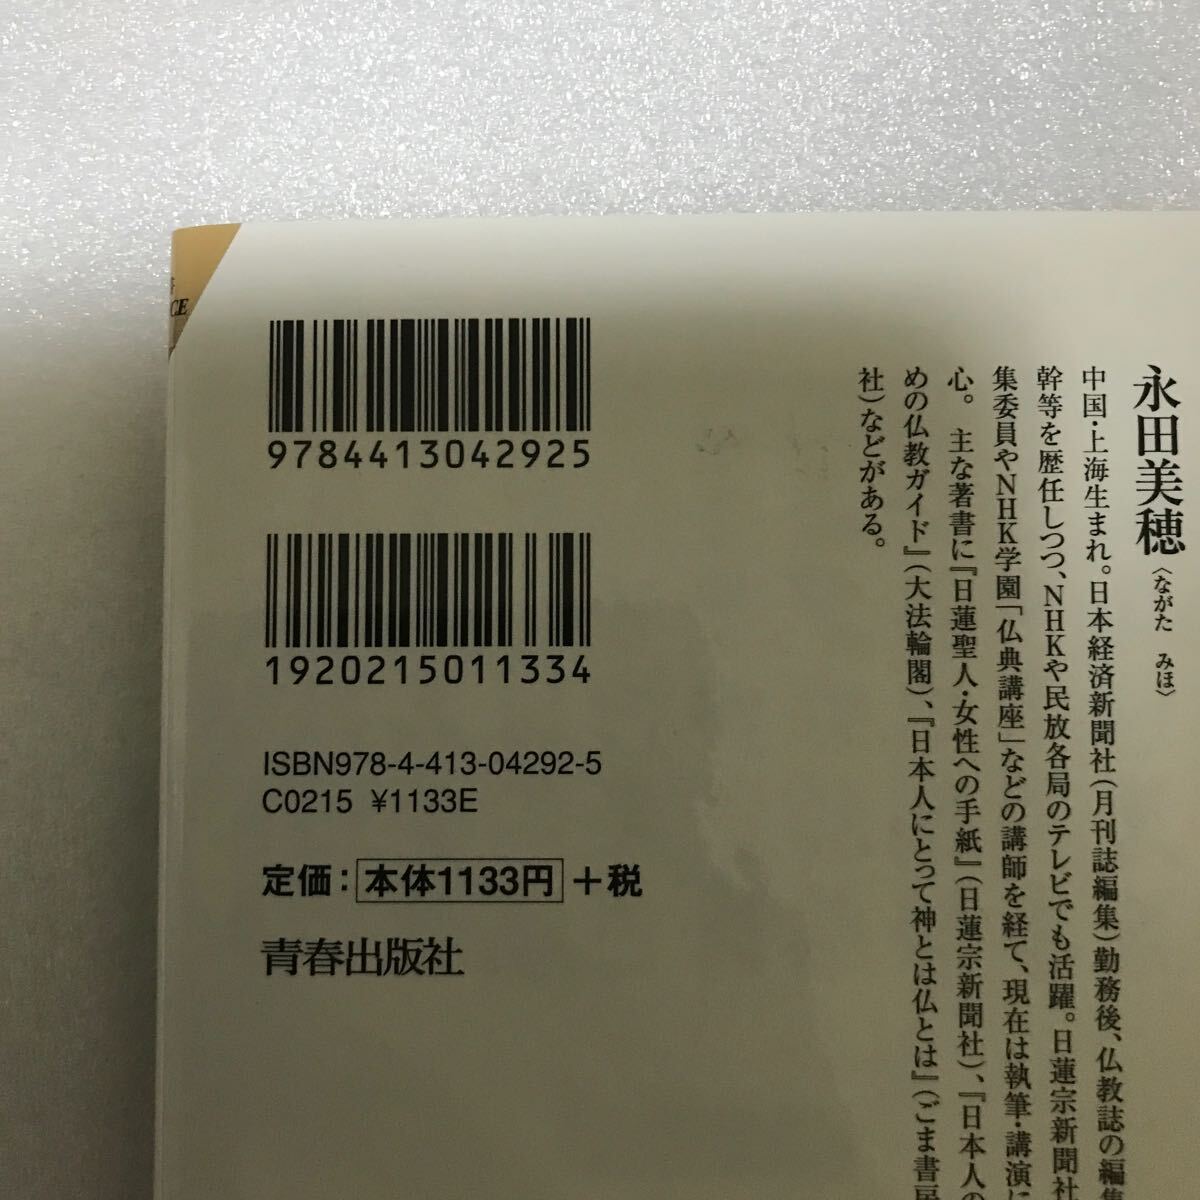 CE
9784413042925
1920215011334
ISBN978-4-413-04292-5
C0215 ¥1133E
定価：本体1133円＋税
青春出版社
永田美穂〈ながた みほ〉
中国・上海生まれ。日本経済新聞社（月刊誌編集）勤務後、仏教誌の編集
幹等を歴任しつつ、NHKや民放各局のテレビでも活躍。日蓮宗新聞社
集委員やNHK学園「仏典講座」などの講師を経て、現在は執筆・講演に
心。 主な著書に『日蓮聖人・女性への手紙』（日蓮宗新聞社）、『日本人の
めの仏教ガイド』（大法輪閣）、『日本人にとって神とは仏とは』（ごま書房
社）などがある。